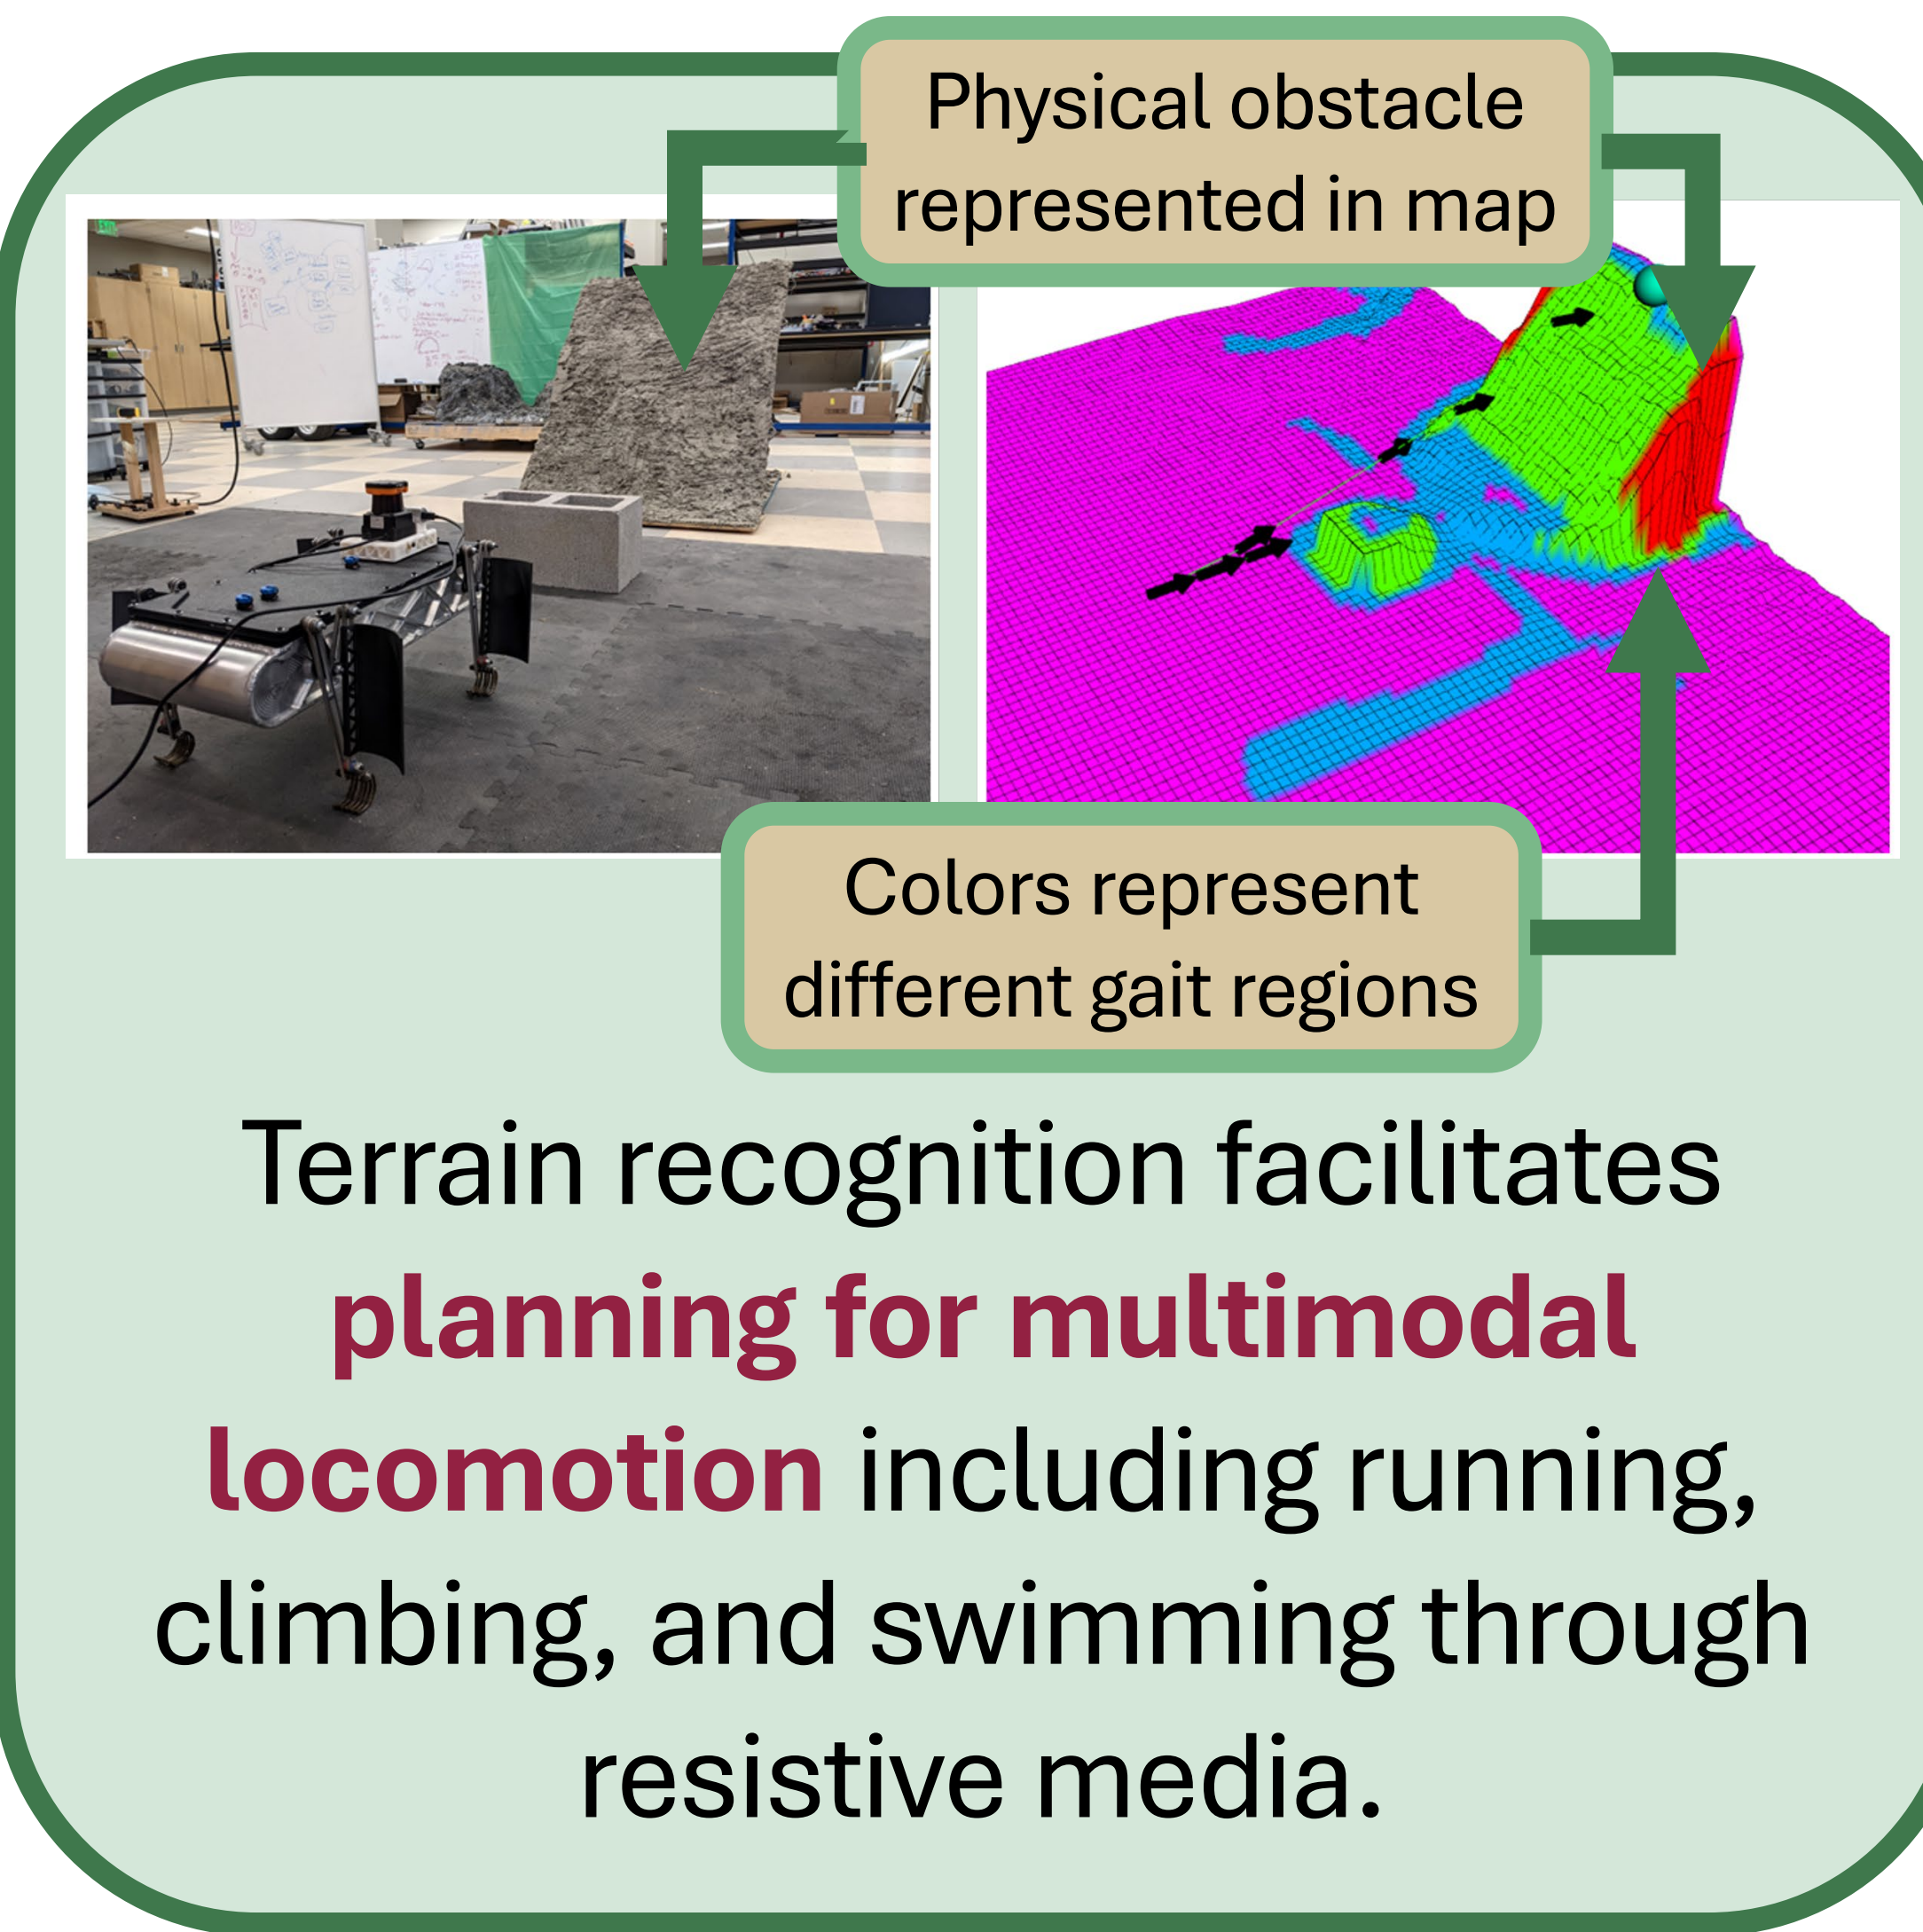 Physical obstacle
represented in map
Colors represent
different gait regions
Terrain recognition facilitates
planning for multimodal
locomotion including running,
climbing, and swimming through
resistive media.